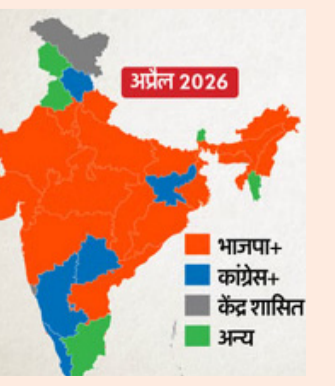 अप्रैल 2026
भाजपा+
कांग्रेस+
केंद्र शासित
अन्य